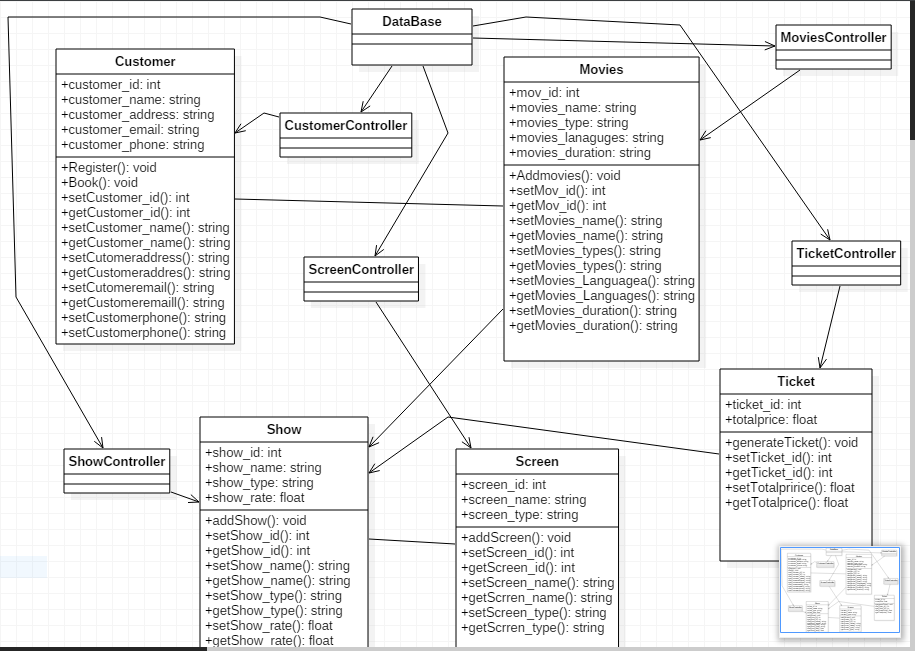 DataBase
MoviesController
Customer
+customer_id: int
+customer_name: string
+customer_address: string
+customer_email: string
+customer_phone: string
+Register(): void
+Book(): void
+setCustomer_id(): int
+getCustomer_id(): int
+setCustomer_name(): string
+getCustomer_name(): string
+setCutomeraddress(): string
+getCustomeraddres(): string
+setCutomeremail(): string
+getCustomeremaill(): string
+setCustomerphone(): string
+setCustomerphone(): string
CustomerController
Movies
+mov_id: int
+movies_name: string
+movies_type: string
+movies_lanaguges: string
+movies_duration: string
+Addmovies(): void
+setMov_id(): int
+getMov_id(): int
+setMovies_name(): string
+getMovies_name(): string
+setMovies_types(): string
+getMovies_types(): string
+setMovies_Languagea(): string
+getMovies_Languages(): string
+setMovies_duration(): string
+getMovies_duration(): string
ScreenController
TicketController
Ticket
+ticket_id: int
+totalprice: float
+generateTicket(): void
+setTicket_id(): int
+getTicket_id(): int
+setTotalpririce(): float
+getTotalprice(): float
ShowController
Show
+show_id: int
+show_name: string
+show_type: string
+show_rate: float
+addShow(): void
+setShow_id(): int
+getShow_id(): int
+setShow_name(): string
+getShow_name(): string
+setShow_type(): string
+getShow_type(): string
+setShow_rate(): float
+getShow_rate(): float
Screen
+screen_id: int
+screen_name: string
+screen_type: string
+addScreen(): void
+setScreen_id(): int
+getScreen_id(): int
+setScreen_name(): string
+getScrren_name(): string
+setScreen_type(): string
+getScrren_type(): string